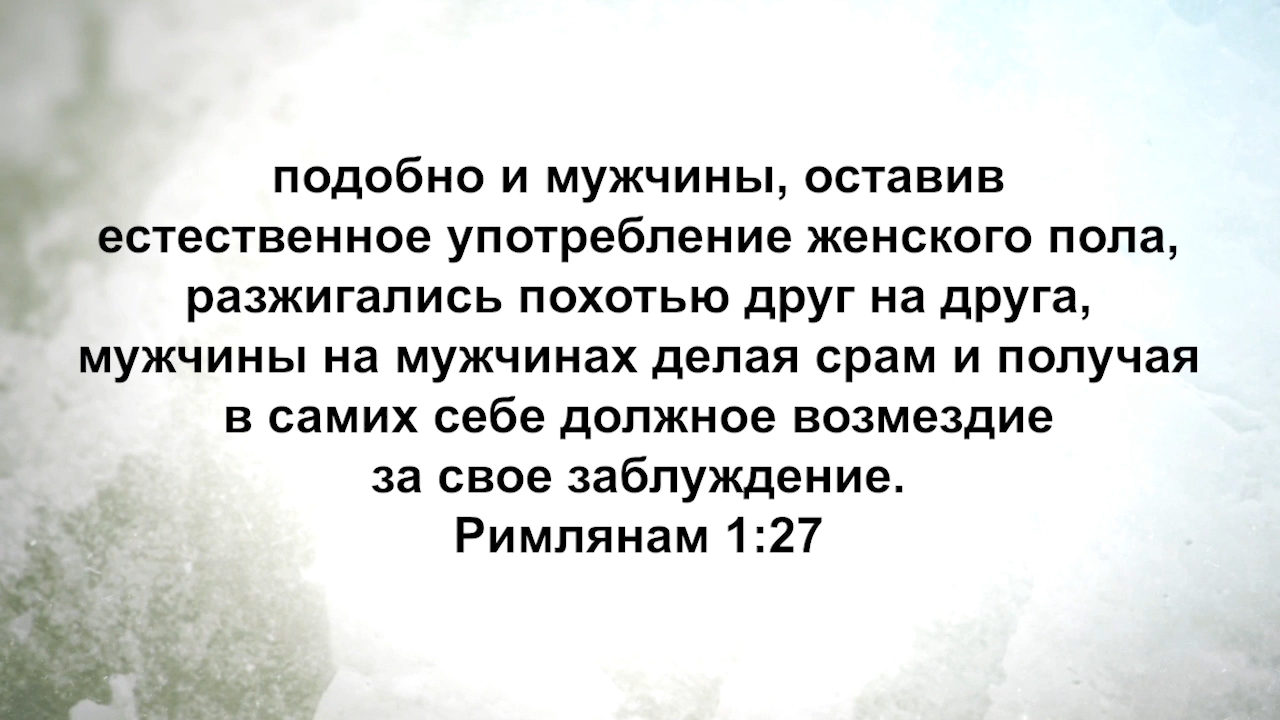 подобно и мужчины, оставив
естественное употребление женского пола,
разжигались похотью друг на друга,
мужчины на мужчинах делая срам и получая
в самих себе должное возмездие
за свое заблуждение.
Римлянам 1:27